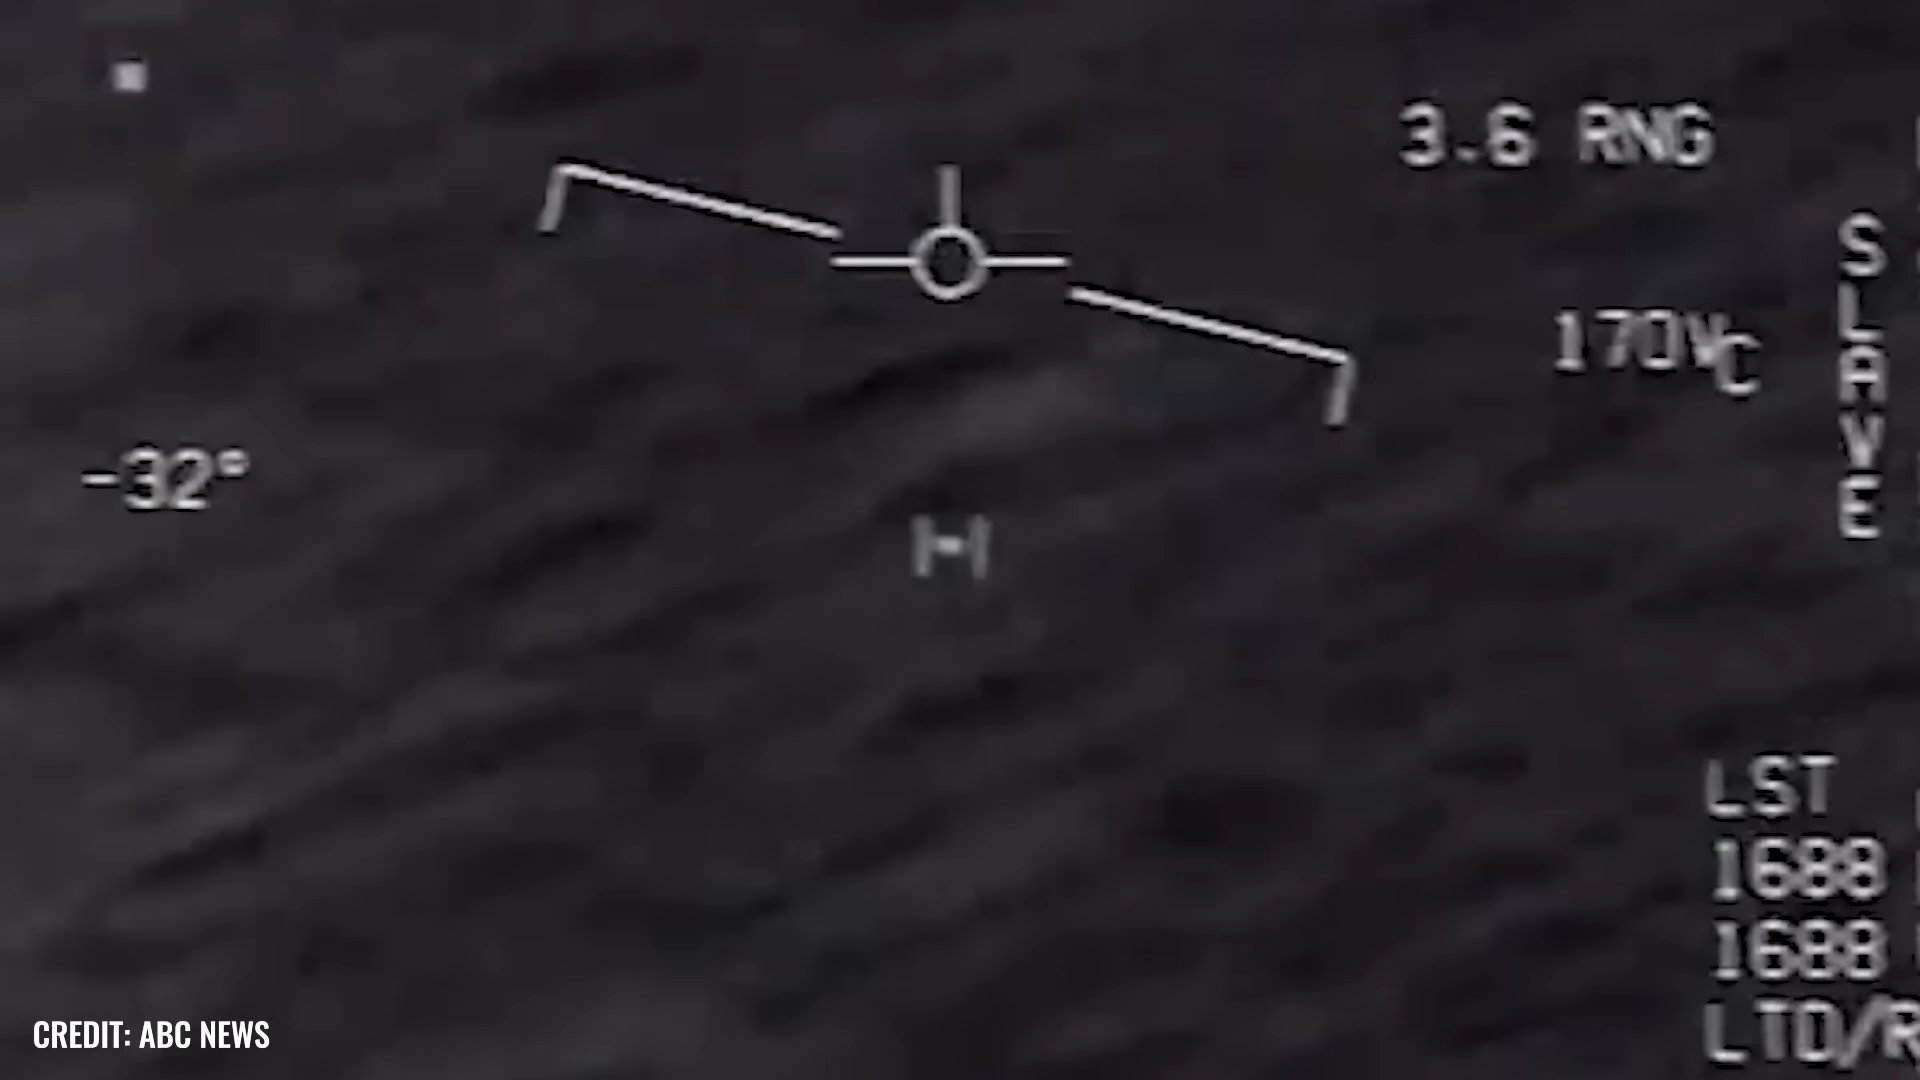 3.6 RNG
170Vc
SLAVE
-32°
LST
1688
1688
LTD/R
CREDIT: ABC NEWS